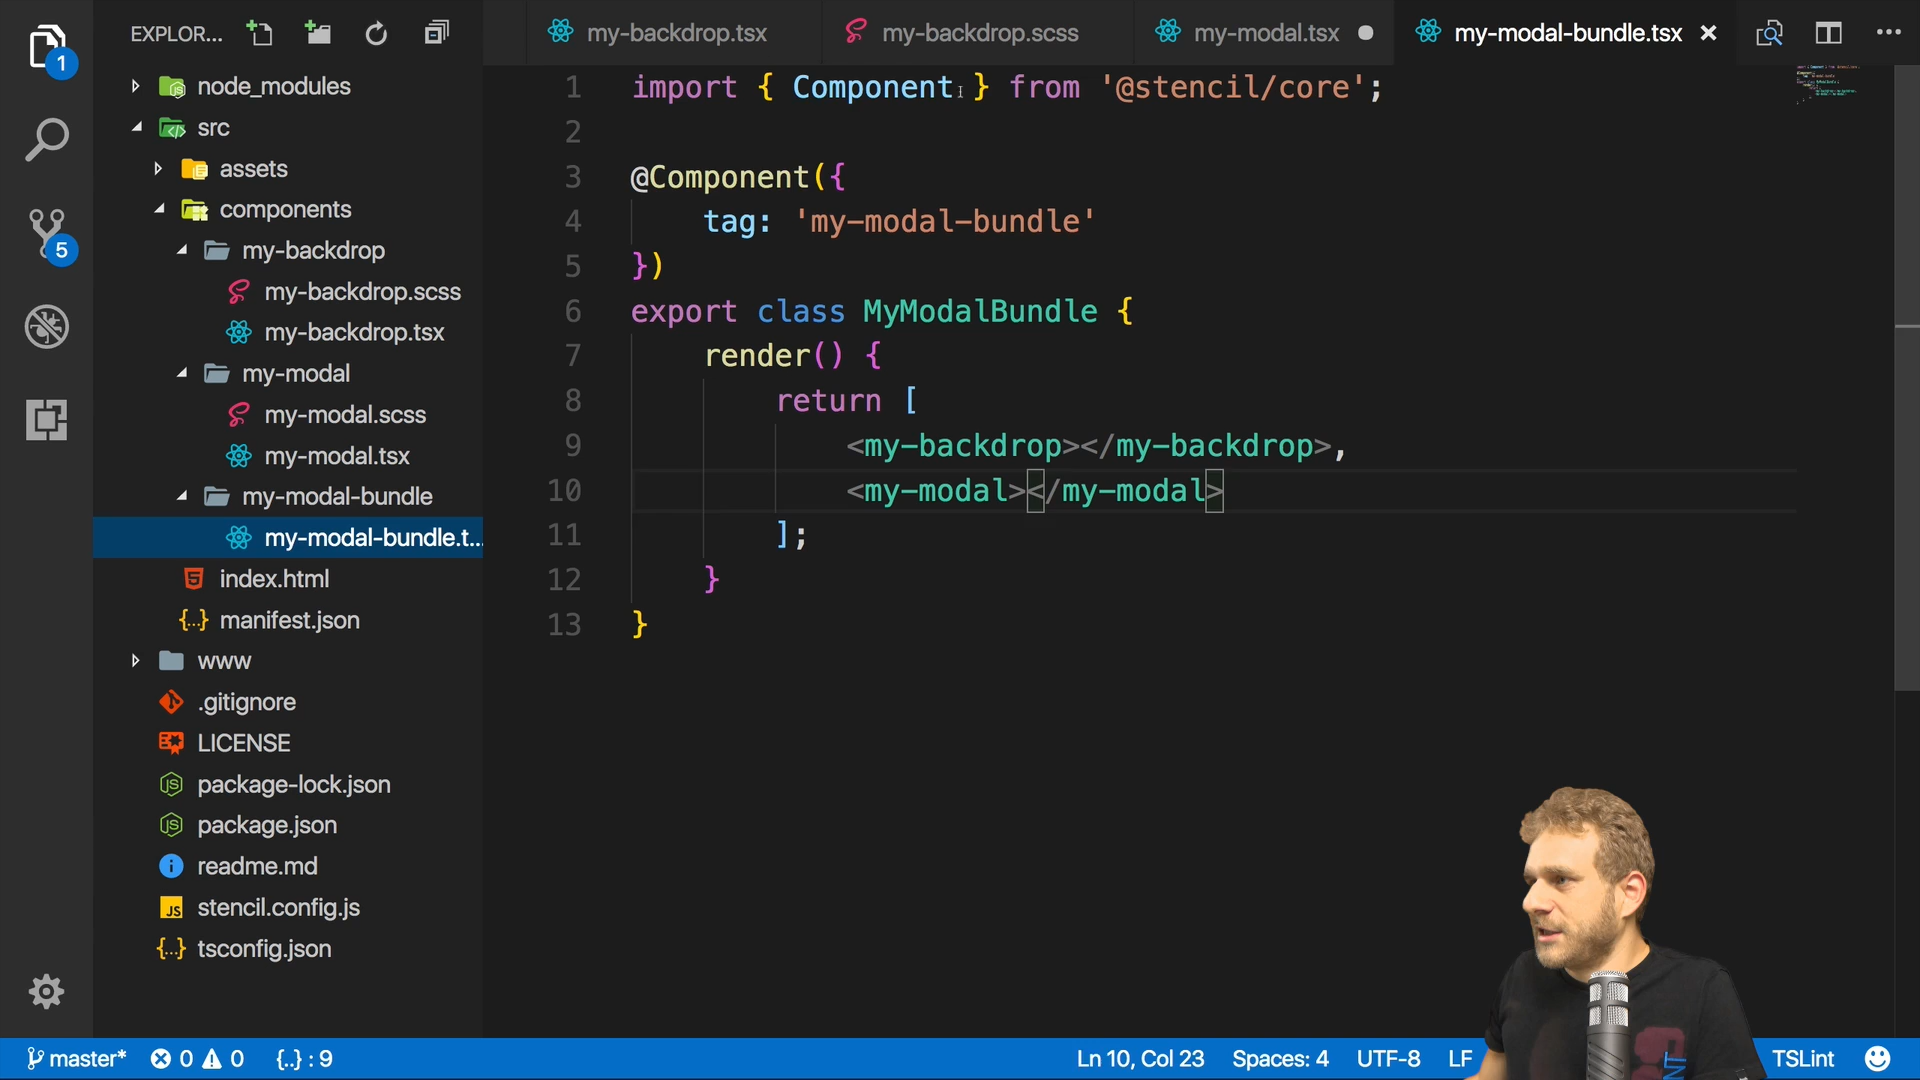 EXPLOR...
1
5
node_modules
src
assets
components
my-backdrop
my-backdrop.scss
my-backdrop.tsx
my-modal
my-modal.scss
my-modal.tsx
my-modal-bundle
my-modal-bundle.t...
index.html
manifest.json
www
.gitignore
LICENSE
package-lock.json
package.json
readme.md
stencil.config.js
tsconfig.json
my-backdrop.tsx my-backdrop.scss my-modal.tsx my-modal-bundle.tsx
1 import { Component } from '@stencil/core';
2
3 @Component({
4 tag: 'my-modal-bundle'
5 })
6 export class MyModalBundle {
7 render() {
8 return [
9 <my-backdrop></my-backdrop>,
10 <my-modal></my-modal>
11 ];
12 }
13 }
master* 0 0 {..} : 9 Ln 10, Col 23 Spaces: 4 UTF-8 LF TSLint